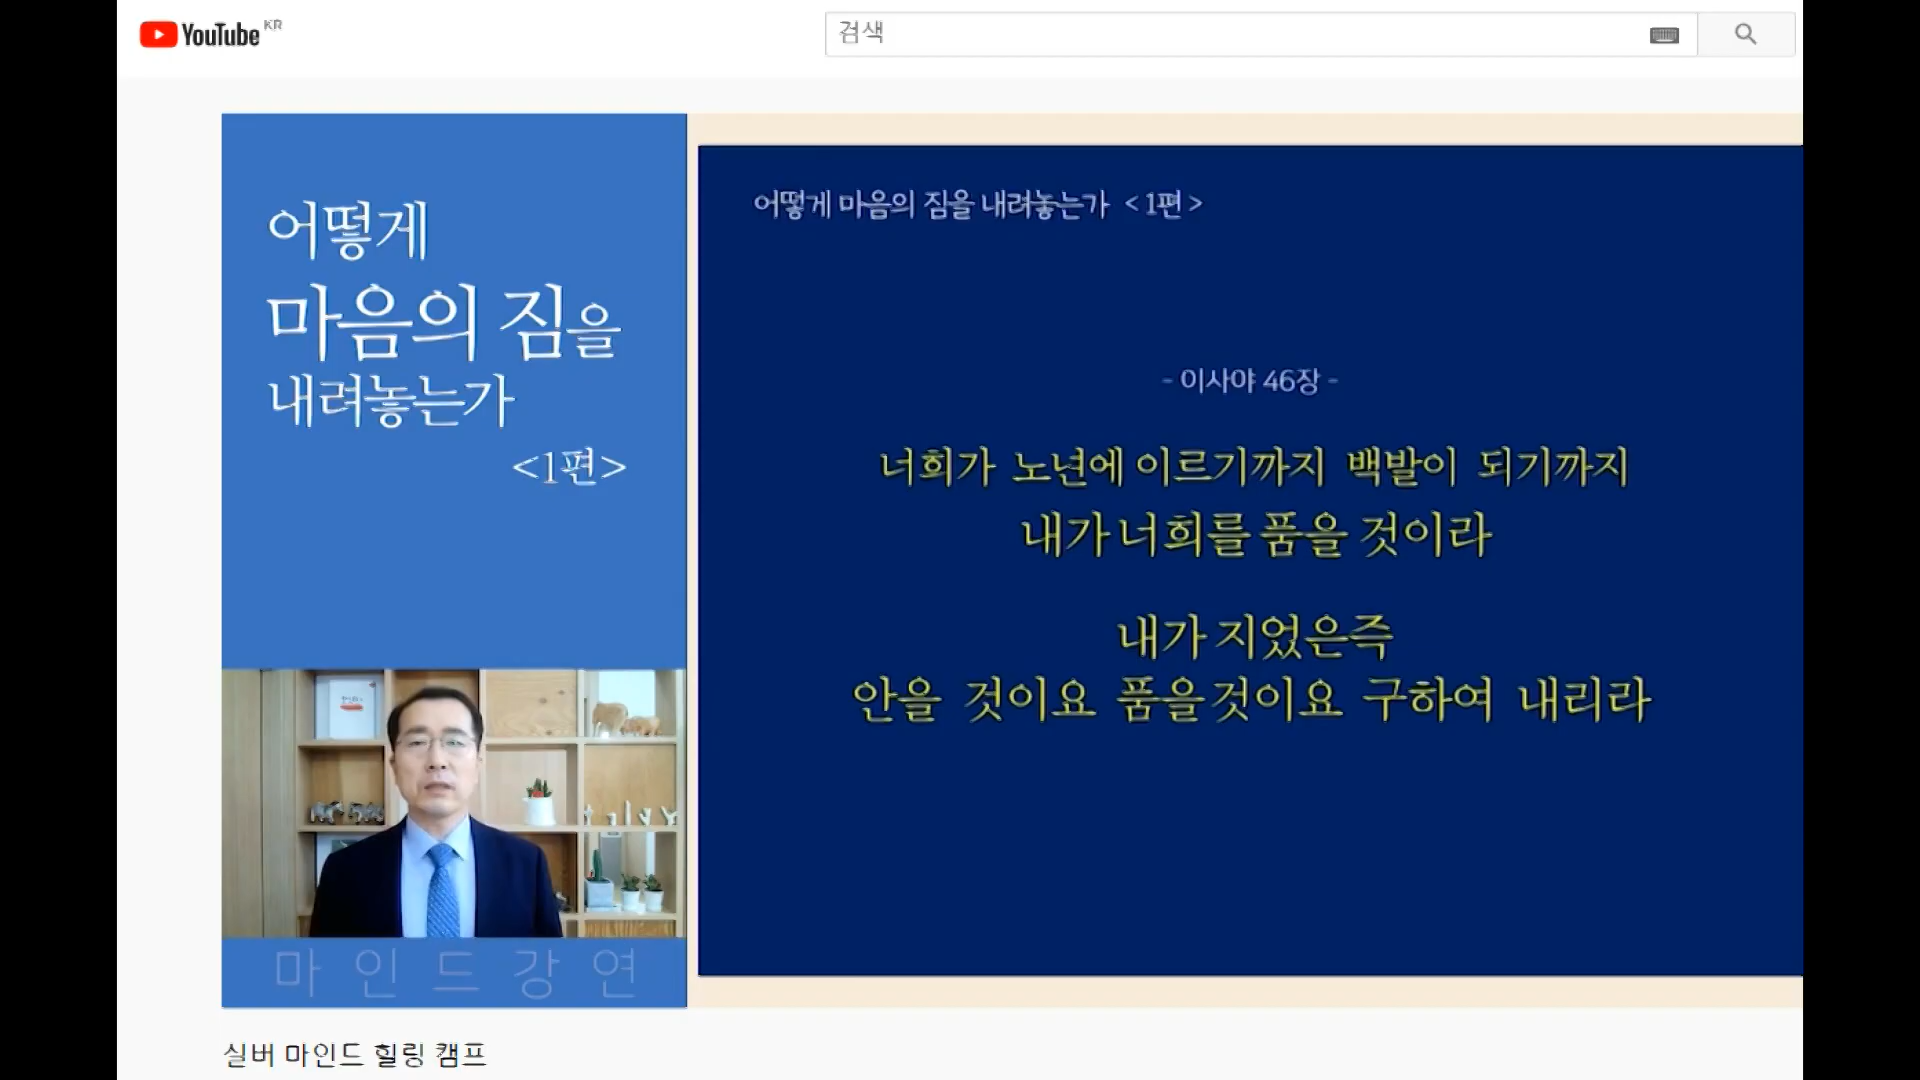 YouTube KR
검색
어떻게
마음의 짐을
내려놓는가
<1편>
마인드강연
어떻게 마음의 짐을 내려놓는가 < 1편 >
- 이사야 46장 -
너희가 노년에 이르기까지 백발이 되기까지
내가 너희를 품을 것이라
내가 지었은즉
안을 것이요 품을 것이요 구하여 내리라
실버 마인드 힐링 캠프